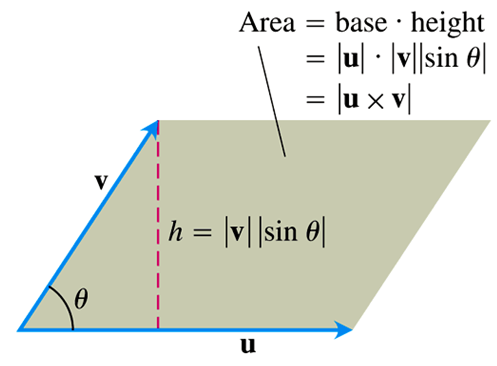 Area = base · height
= |u| · |v||sin θ|
= |u × v|
v
h = |v| |sin θ|
θ
u